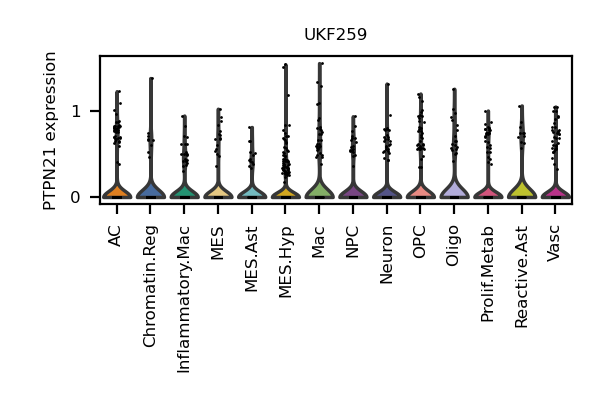 UKF259
PTPN21 expression
1
0
AC
Chromatin.Reg
Inflammatory.Mac
MES
MES.Ast
MES.Hyp
Mac
NPC
Neuron
OPC
Oligo
Prolif.Metab
Reactive.Ast
Vasc